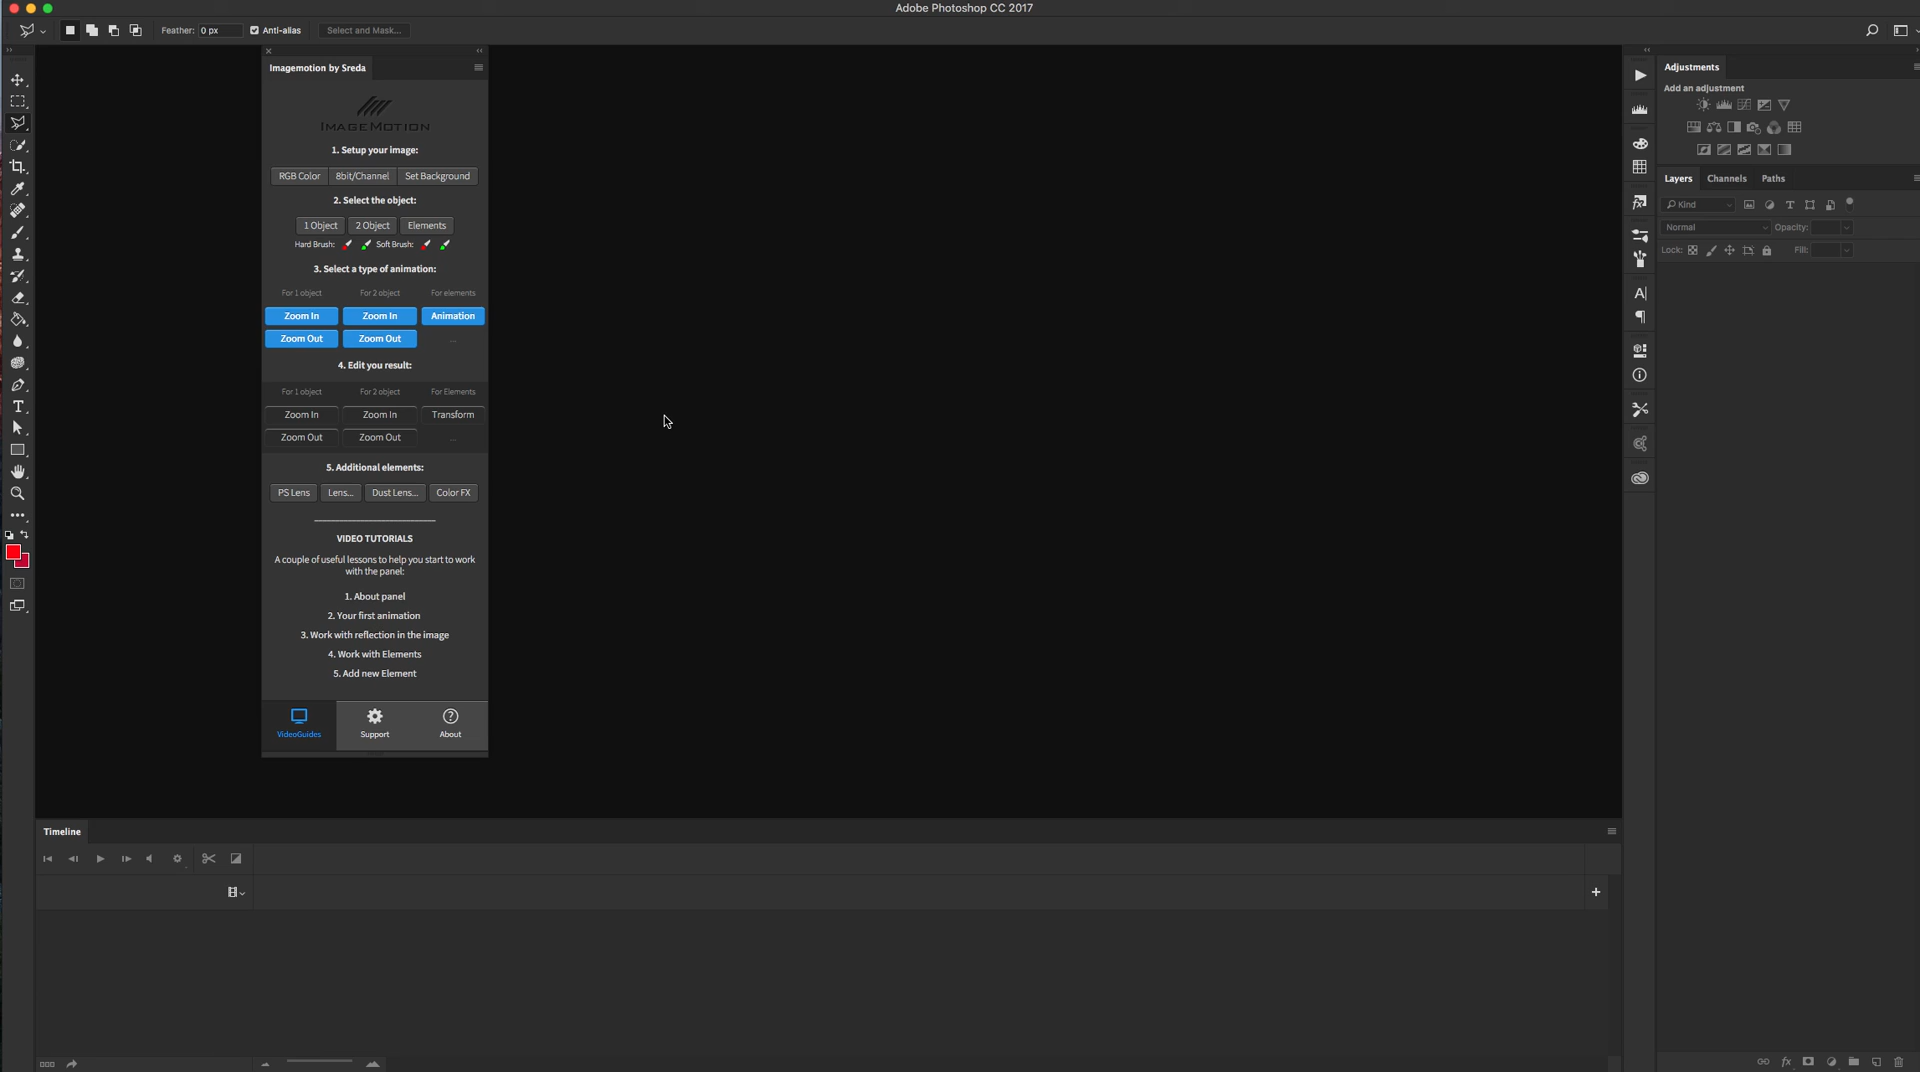 Adobe Photoshop CC 2017
Feather: 0 px Anti-alias Select and Mask...
Imagemotion by Sreda
IMAGEMOTION
1. Setup your image:
RGB Color 8bit/Channel Set Background
2. Select the object:
1 Object 2 Object Elements
Hard Brush: Soft Brush:
3. Select a type of animation:
For 1 object For 2 object For elements
Zoom In Zoom In Animation
Zoom Out Zoom Out ...
4. Edit you result:
For 1 object For 2 object For Elements
Zoom In Zoom In Transform
Zoom Out Zoom Out ...
5. Additional elements:
PS Lens Lens... Dust Lens... Color FX
VIDEO TUTORIALS
A couple of useful lessons to help you start to work
with the panel:
1. About panel
2. Your first animation
3. Work with reflection in the image
4. Work with Elements
5. Add new Element
VideoGuides Support About
Timeline
Adjustments
Add an adjustment
Layers Channels Paths
Kind
Normal Opacity:
Lock: Fill: